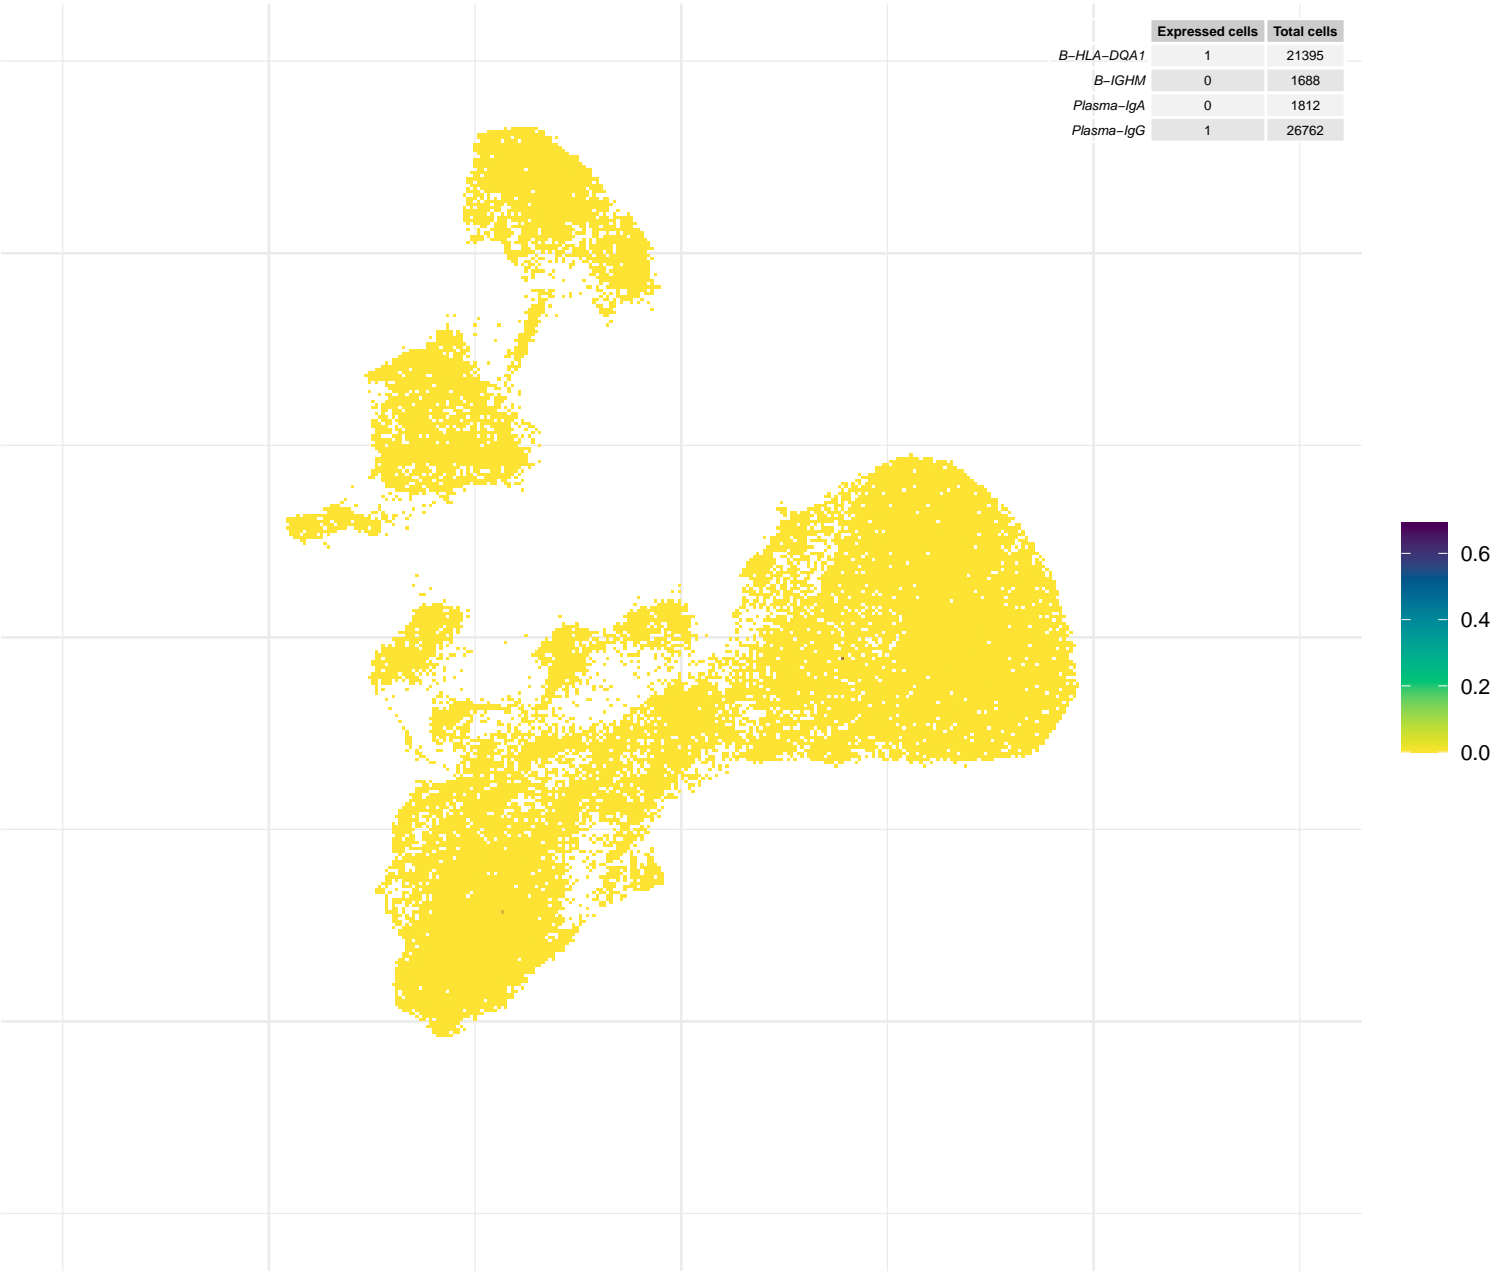 Expressed cells Total cells
B−HLA−DQA1 1 21395
B−IGHM 0 1688
Plasma−IgA 0 1812
Plasma−IgG 1 26762
0.6
0.4
0.2
0.0